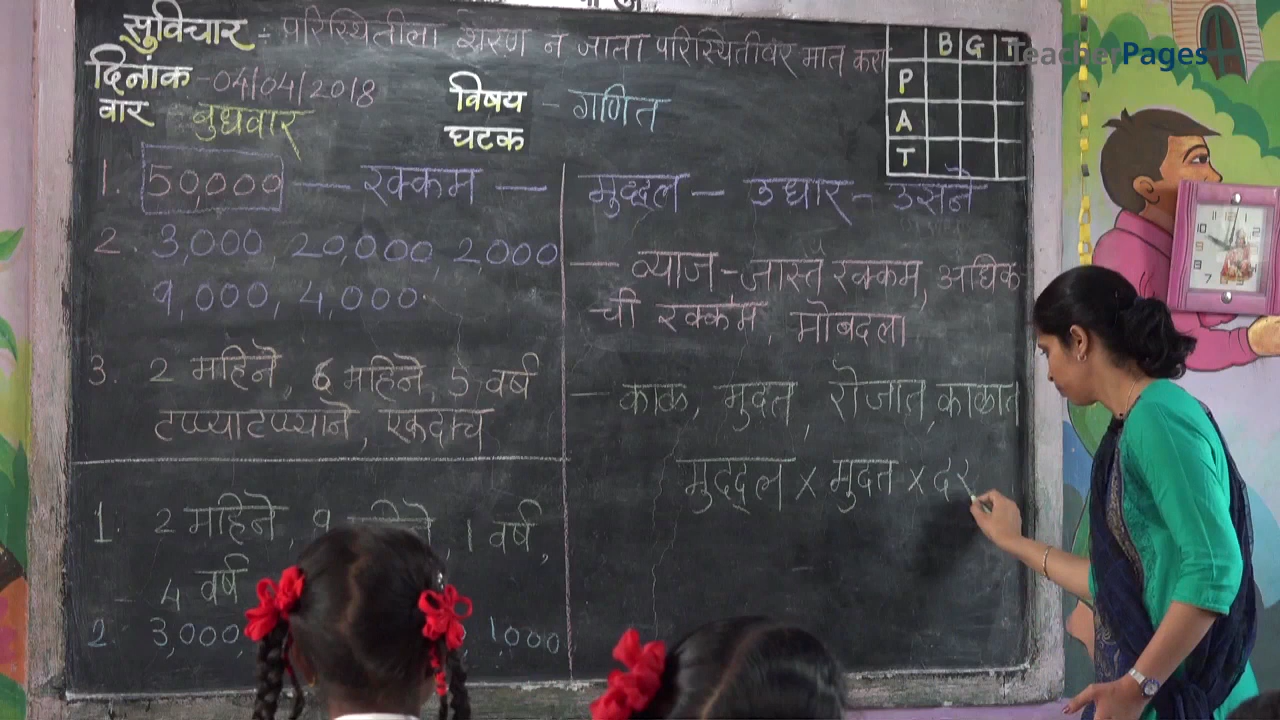 सुविचार :- परिस्थितीला शरण न जाता परिस्थितीवर मात करा
दिनांक - 04/04/2018
वार - बुधवार
विषय - गणित
घटक
B G T
P
A
T
TeacherPages
1. 50,000 — रक्कम —
2. 3,000, 20,000, 2,000
9,000, 4,000.
3. 2 महिने, 6 महिने, 5 वर्ष
टप्प्याटप्प्याने, एकदाच
1. 2 महिने, 9 , 1 वर्ष,
4 वर्ष
2. 3,000, 1,000
मुद्दल - उधार - उसने
— व्याज - जास्त रक्कम, अधिक
ची रक्कम, मोबदला
— काळ, मुदत, रोजात, काळात
मुद्दल × मुदत × दर